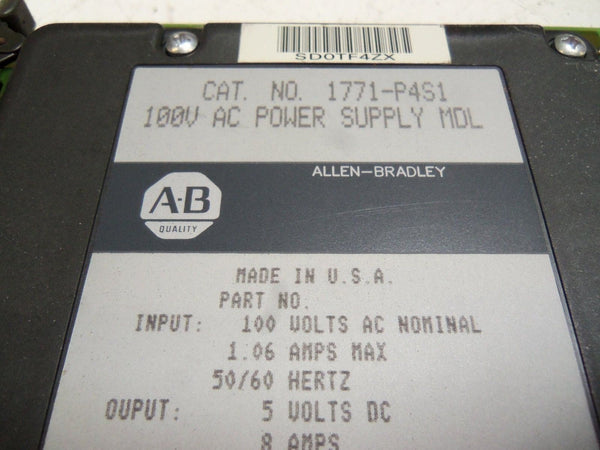 SD0TF4ZX
CAT. NO. 1771-P4S1
100V AC POWER SUPPLY MDL
ALLEN-BRADLEY
A-B
QUALITY
MADE IN U.S.A.
PART NO.
INPUT: 100 VOLTS AC NOMINAL
1.06 AMPS MAX
50/60 HERTZ
OUPUT: 5 VOLTS DC
8 AMPS